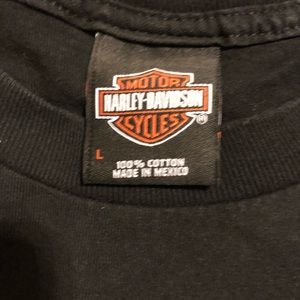 MOTOR
HARLEY-DAVIDSON
CYCLES
®
L
100% COTTON
MADE IN MEXICO